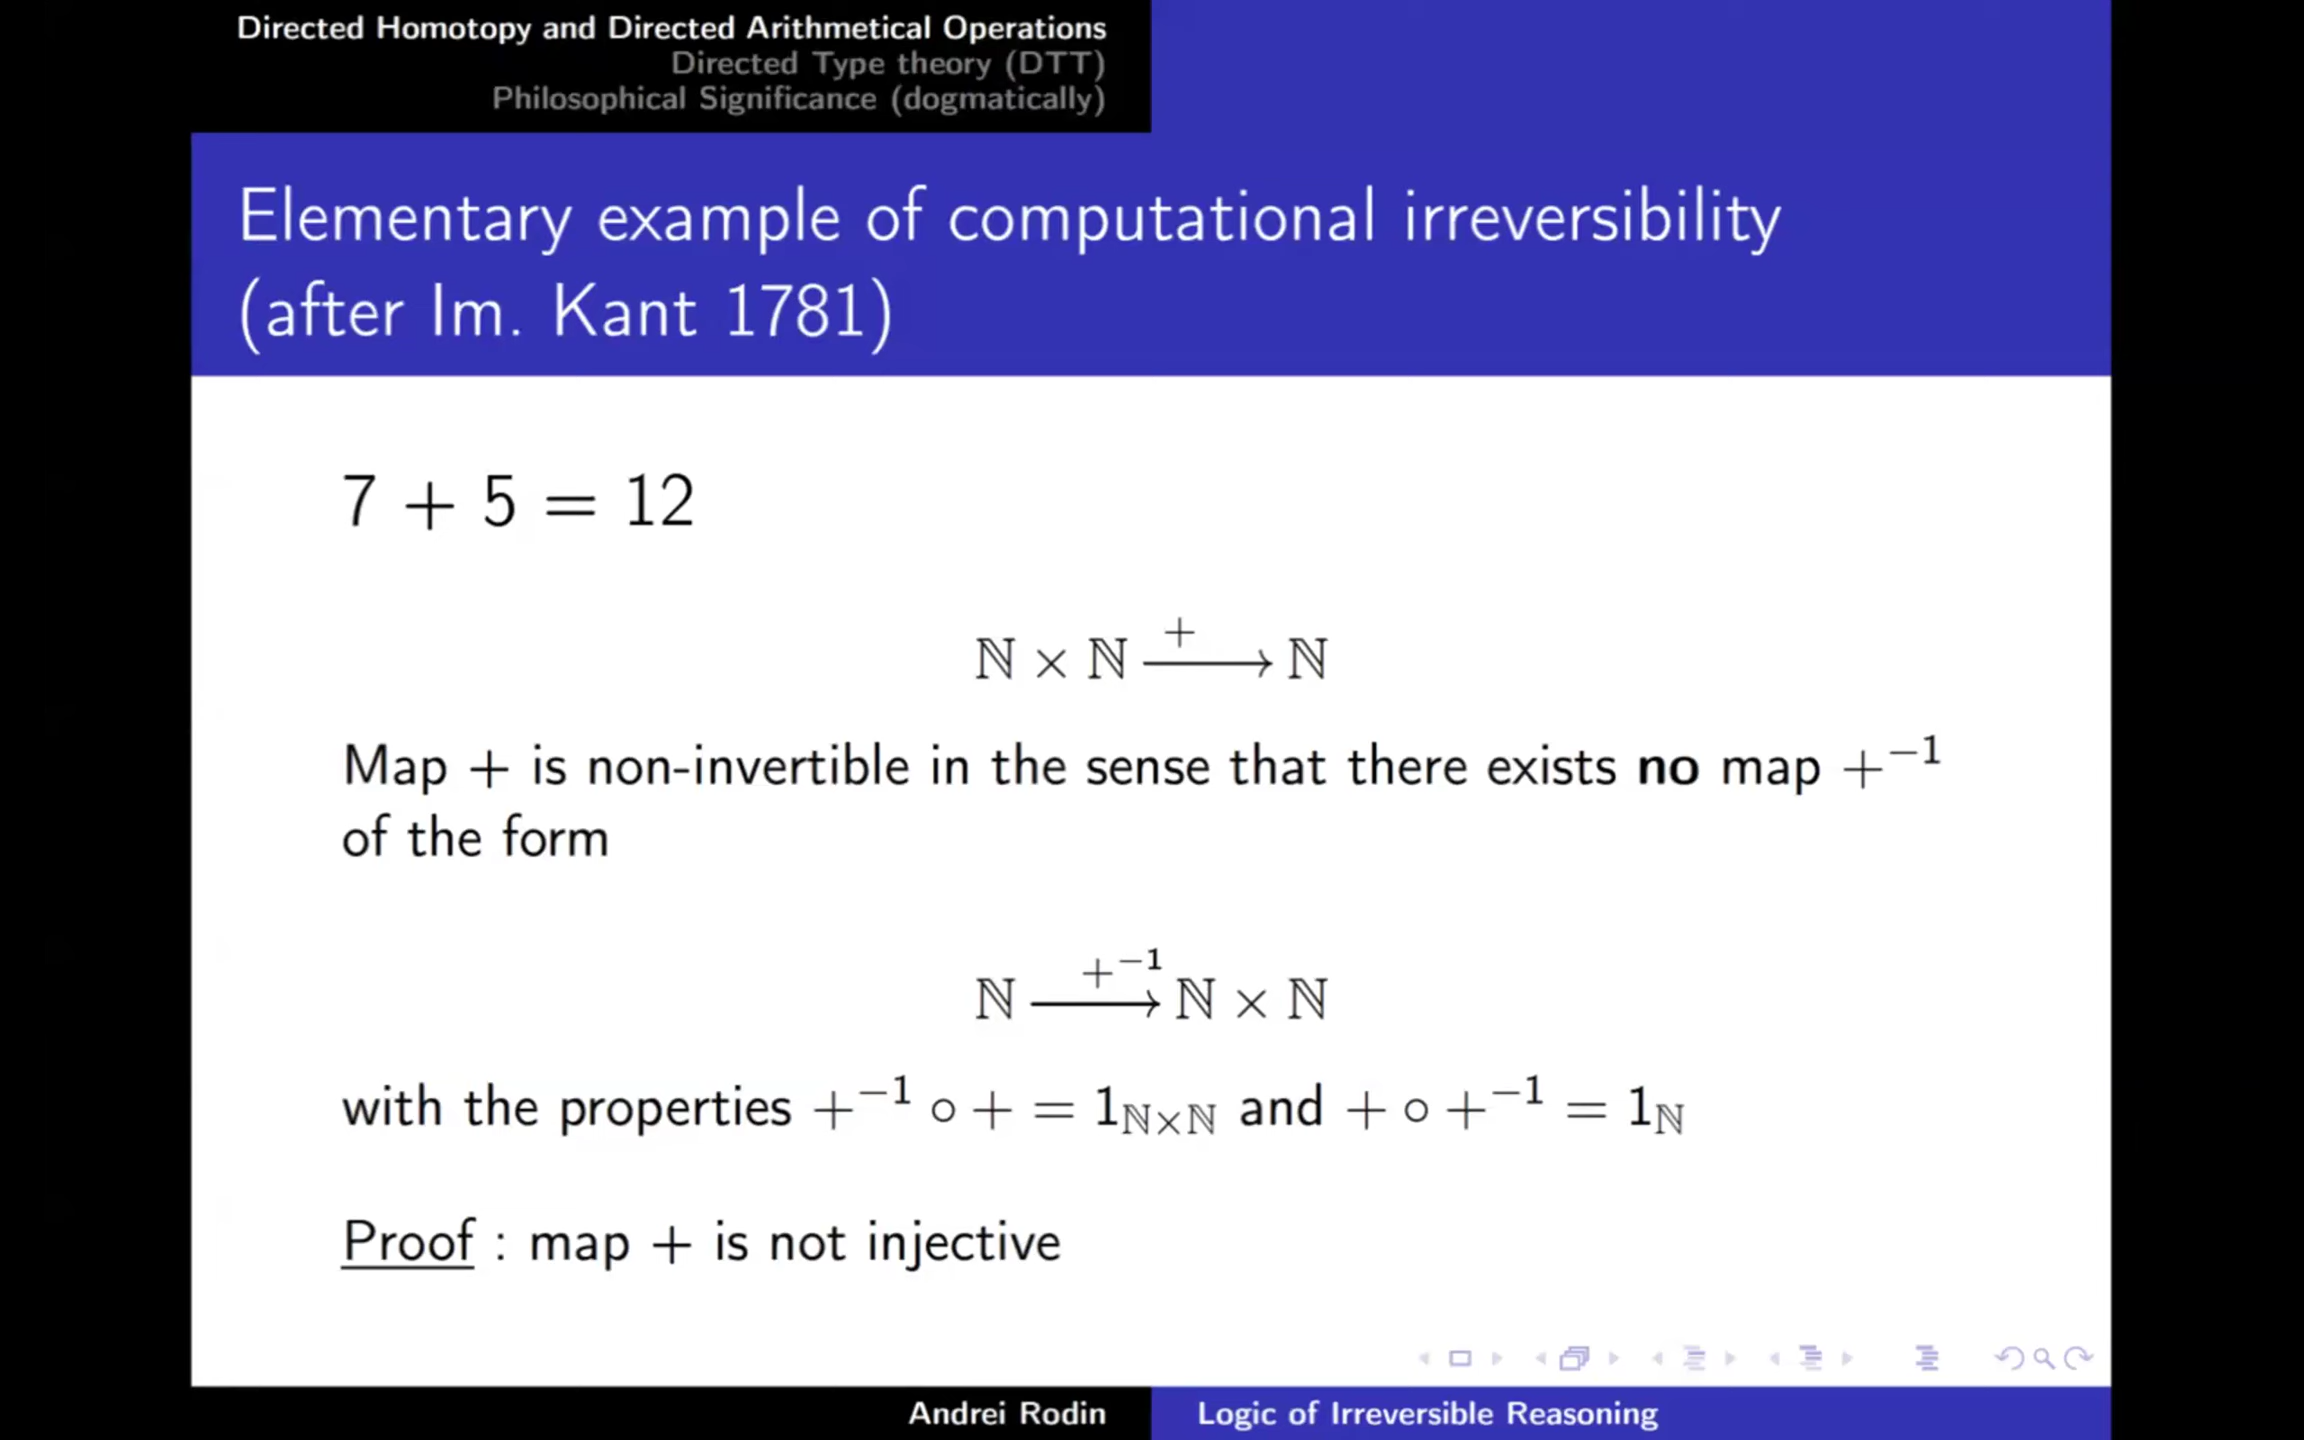 Directed Homotopy and Directed Arithmetical Operations
Directed Type theory (DTT)
Philosophical Significance (dogmatically)
Elementary example of computational irreversibility
(after Im. Kant 1781)
7 + 5 = 12
ℕ × ℕ ⟶ ℕ
+
Map + is non-invertible in the sense that there exists no map +⁻¹
of the form
ℕ ⟶ ℕ × ℕ
+⁻¹
with the properties +⁻¹ ∘ + = 1_{ℕ×ℕ} and + ∘ +⁻¹ = 1_ℕ
Proof : map + is not injective
Andrei Rodin
Logic of Irreversible Reasoning